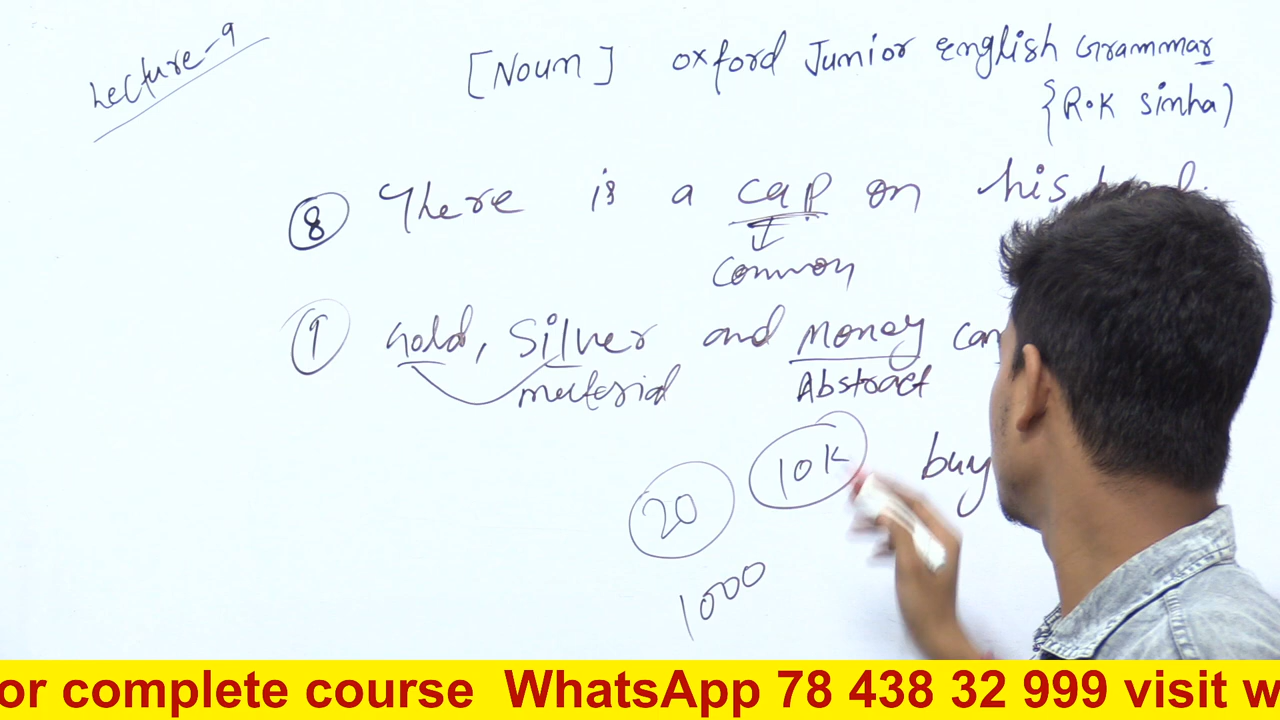 Lecture-9
[Noun] oxford Junior English Grammar
{R.K Sinha)
8 There is a cap on his
Common
9 Gold, Silver and money can
material Abstract
10K buy
20
1000
or complete course WhatsApp 78 438 32 999 visit w